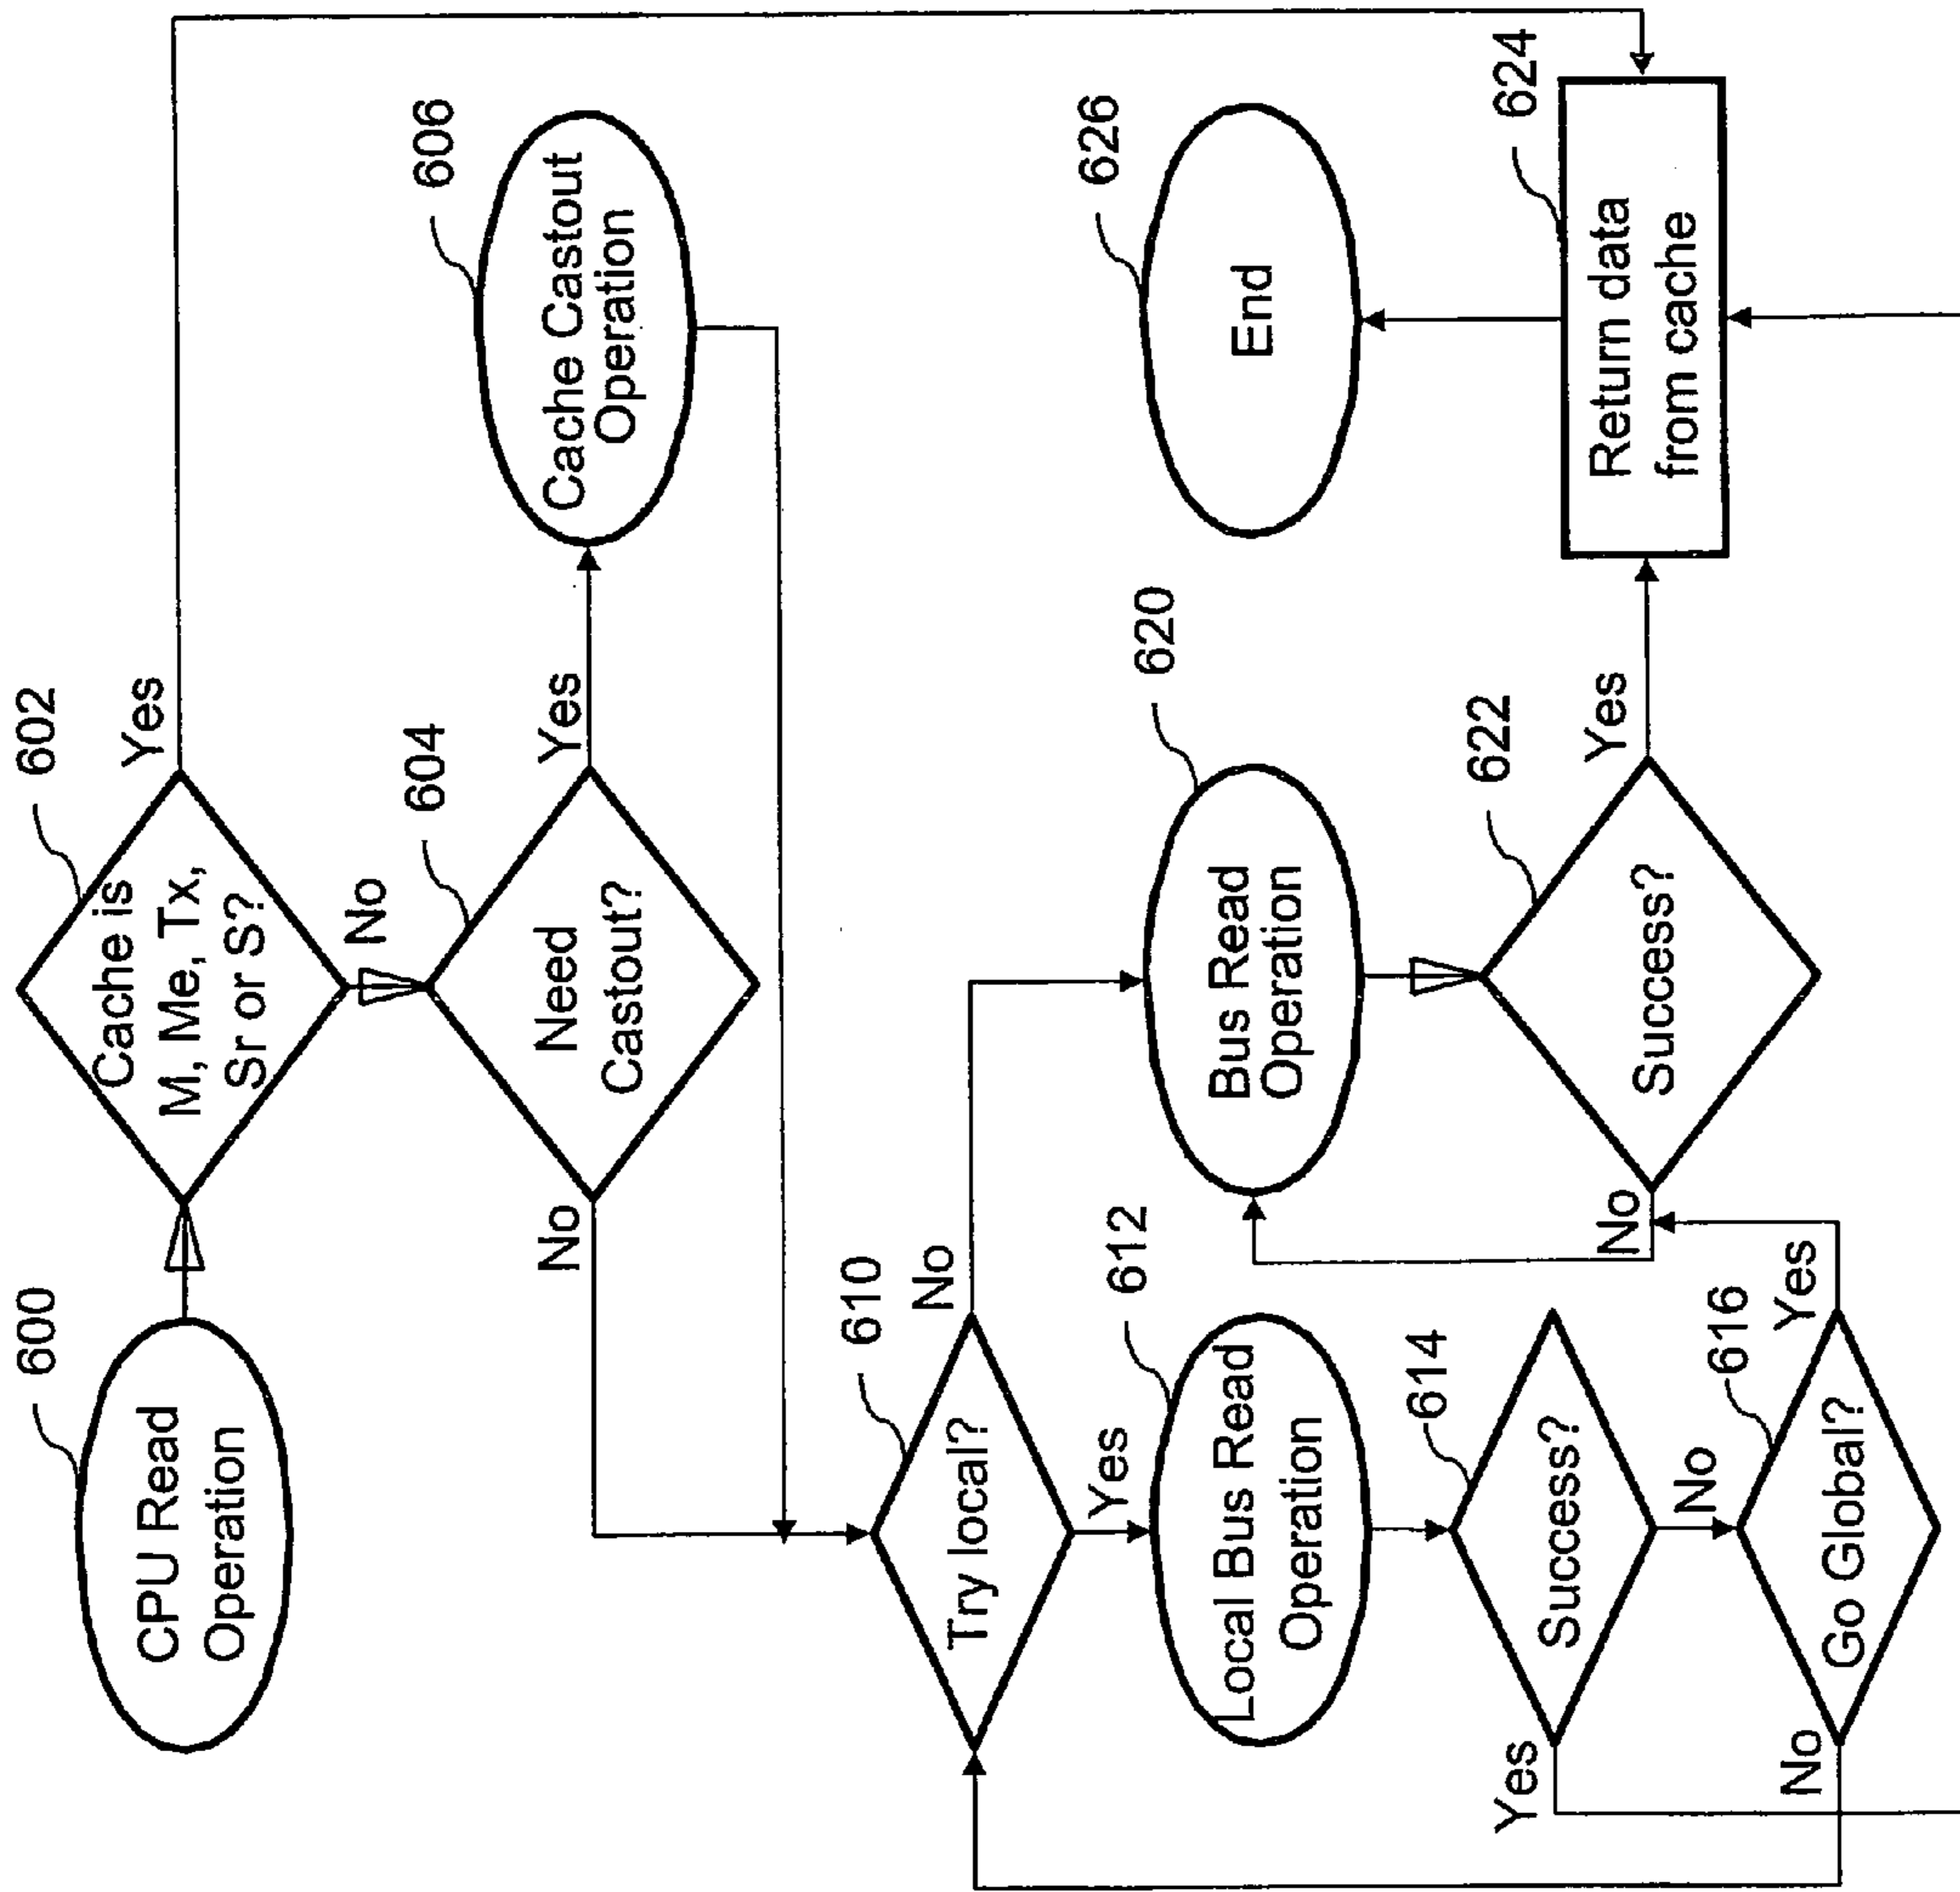 600
CPU Read
Operation
602
Cache is
M, Me, Tx,
Sr or S?
Yes
No
604
Need
Castout?
Yes
No
606
Cache Castout
Operation
610
Try local?
No
Yes
612
Local Bus Read
Operation
614
Success?
Yes
No
616
Go Global?
Yes
No
620
Bus Read
Operation
622
Success?
Yes
No
624
Return data
from cache
626
End